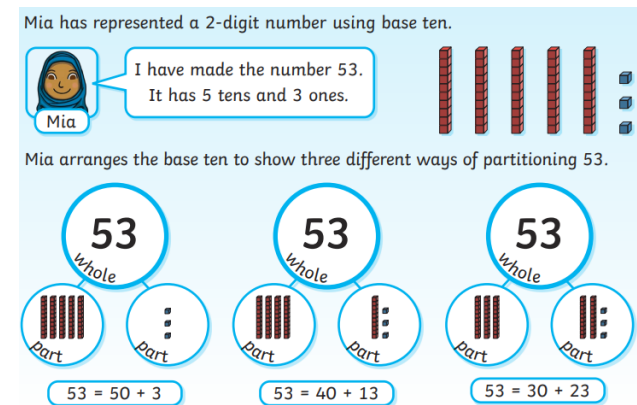 Mia has represented a 2-digit number using base ten.
I have made the number 53.
It has 5 tens and 3 ones.
Mia
Mia arranges the base ten to show three different ways of partitioning 53.
53
whole
part
part
53 = 50 + 3
53
whole
part
part
53 = 40 + 13
53
whole
part
part
53 = 30 + 23